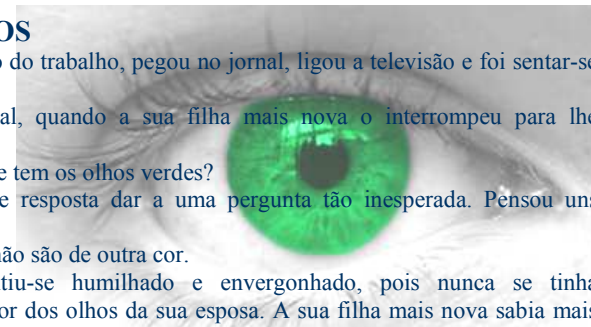 OS
o do trabalho, pegou no jornal, ligou a televisão e foi sentar-se
al, quando a sua filha mais nova o interrompeu para lhe
e tem os olhos verdes?
e resposta dar a uma pergunta tão inesperada. Pensou uns
não são de outra cor.
tiu-se humilhado e envergonhado, pois nunca se tinha
or dos olhos da sua esposa. A sua filha mais nova sabia mais